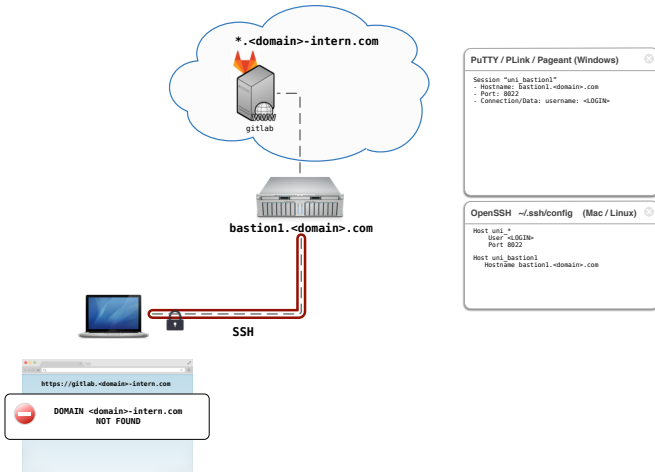 *.<domain>-intern.com
gitlab
bastion1.<domain>.com
SSH
https://gitlab.<domain>-intern.com
DOMAIN <domain>-intern.com
NOT FOUND
PuTTY / PLink / Pageant (Windows)
Session "uni_bastion1"
- Hostname: bastion1.<domain>.com
- Port: 8022
- Connection/Data: username: <LOGIN>
OpenSSH ~/.ssh/config (Mac / Linux)
Host uni_*
User <LOGIN>
Port 8022
Host uni_bastion1
Hostname bastion1.<domain>.com